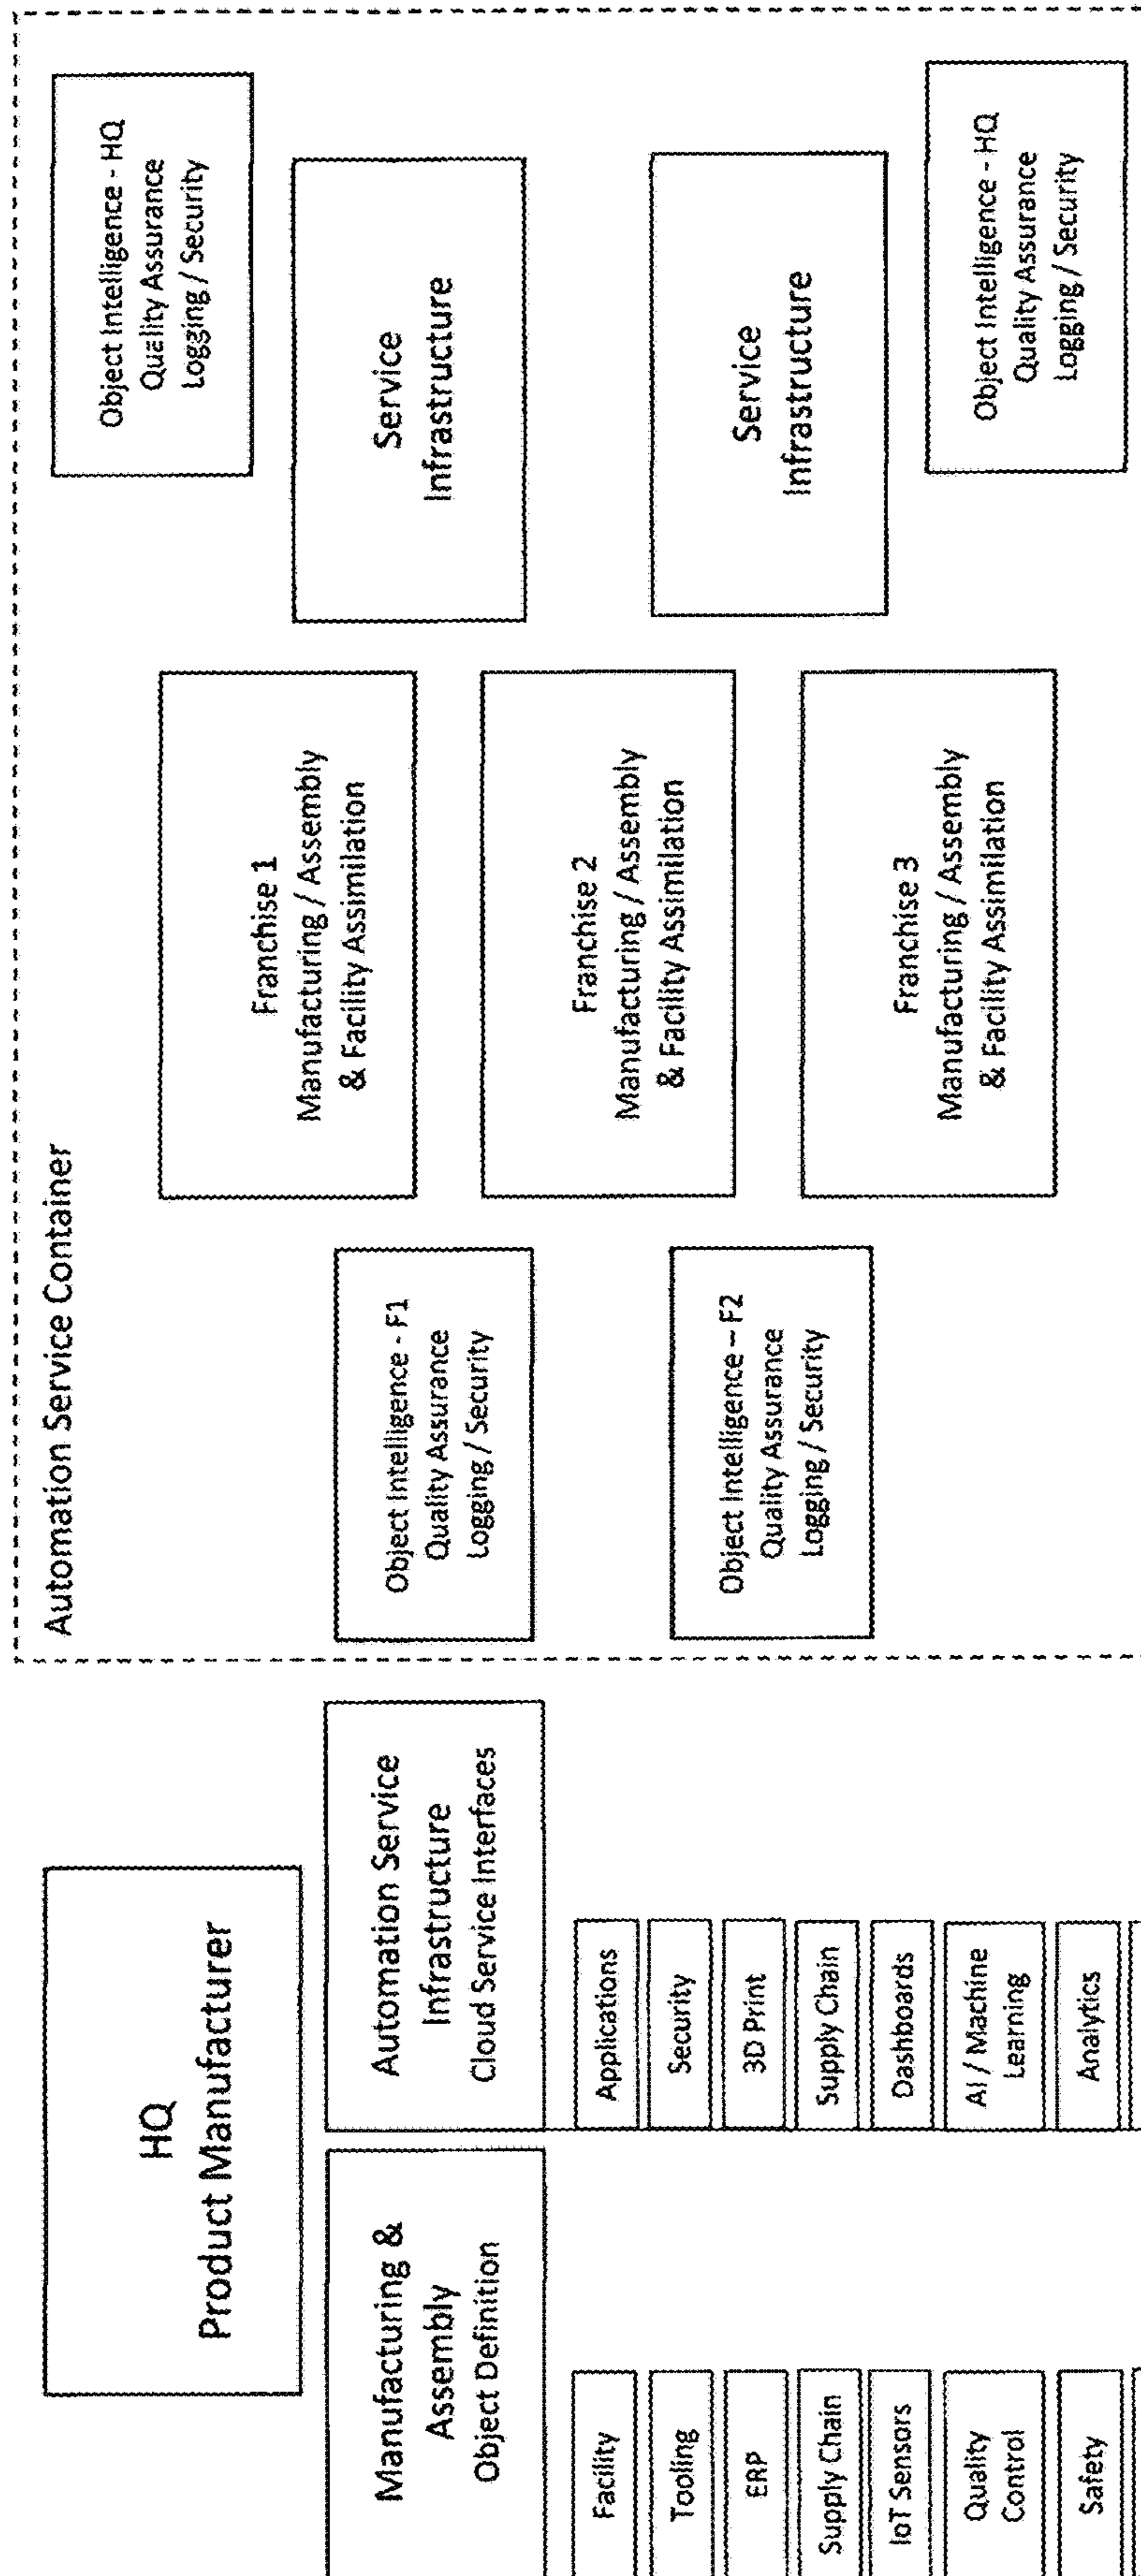 HQ
Product Manufacturer
Manufacturing &
Assembly
Object Definition
Facility
Tooling
ERP
Supply Chain
IoT Sensors
Quality
Control
Safety
Automation Service
Infrastructure
Cloud Service Interfaces
Applications
Security
3D Print
Supply Chain
Dashboards
AI / Machine
Learning
Analytics
Automation Service Container
Object Intelligence - F1
Quality Assurance
Logging / Security
Object Intelligence – F2
Quality Assurance
Logging / Security
Franchise 1
Manufacturing / Assembly
& Facility Assimilation
Franchise 2
Manufacturing / Assembly
& Facility Assimilation
Franchise 3
Manufacturing / Assembly
& Facility Assimilation
Service
Infrastructure
Service
Infrastructure
Object Intelligence - HQ
Quality Assurance
Logging / Security
Object Intelligence - HQ
Quality Assurance
Logging / Security